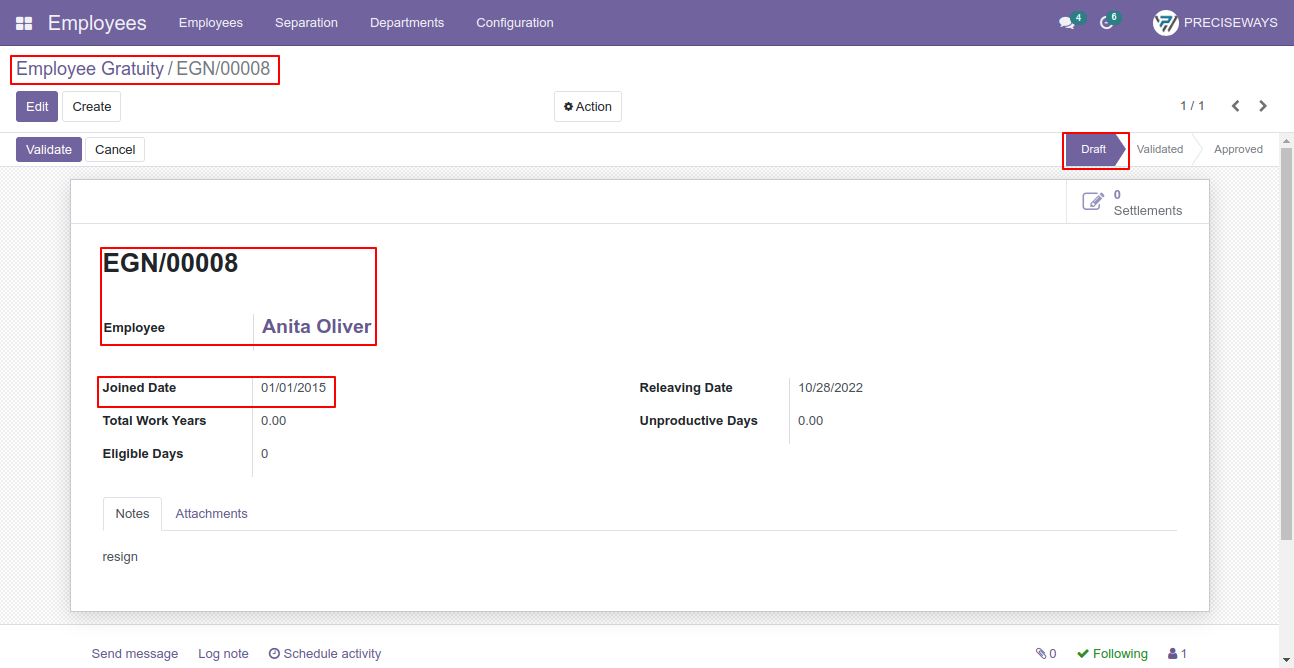 Employees Employees Separation Departments Configuration 4 6 PRECISEWAYS
Employee Gratuity / EGN/00008
Edit Create Action 1 / 1
Validate Cancel Draft Validated Approved
0
Settlements
EGN/00008
Employee Anita Oliver
Joined Date 01/01/2015 Releaving Date 10/28/2022
Total Work Years 0.00 Unproductive Days 0.00
Eligible Days 0
Notes Attachments
resign
Send message Log note Schedule activity 0 Following 1